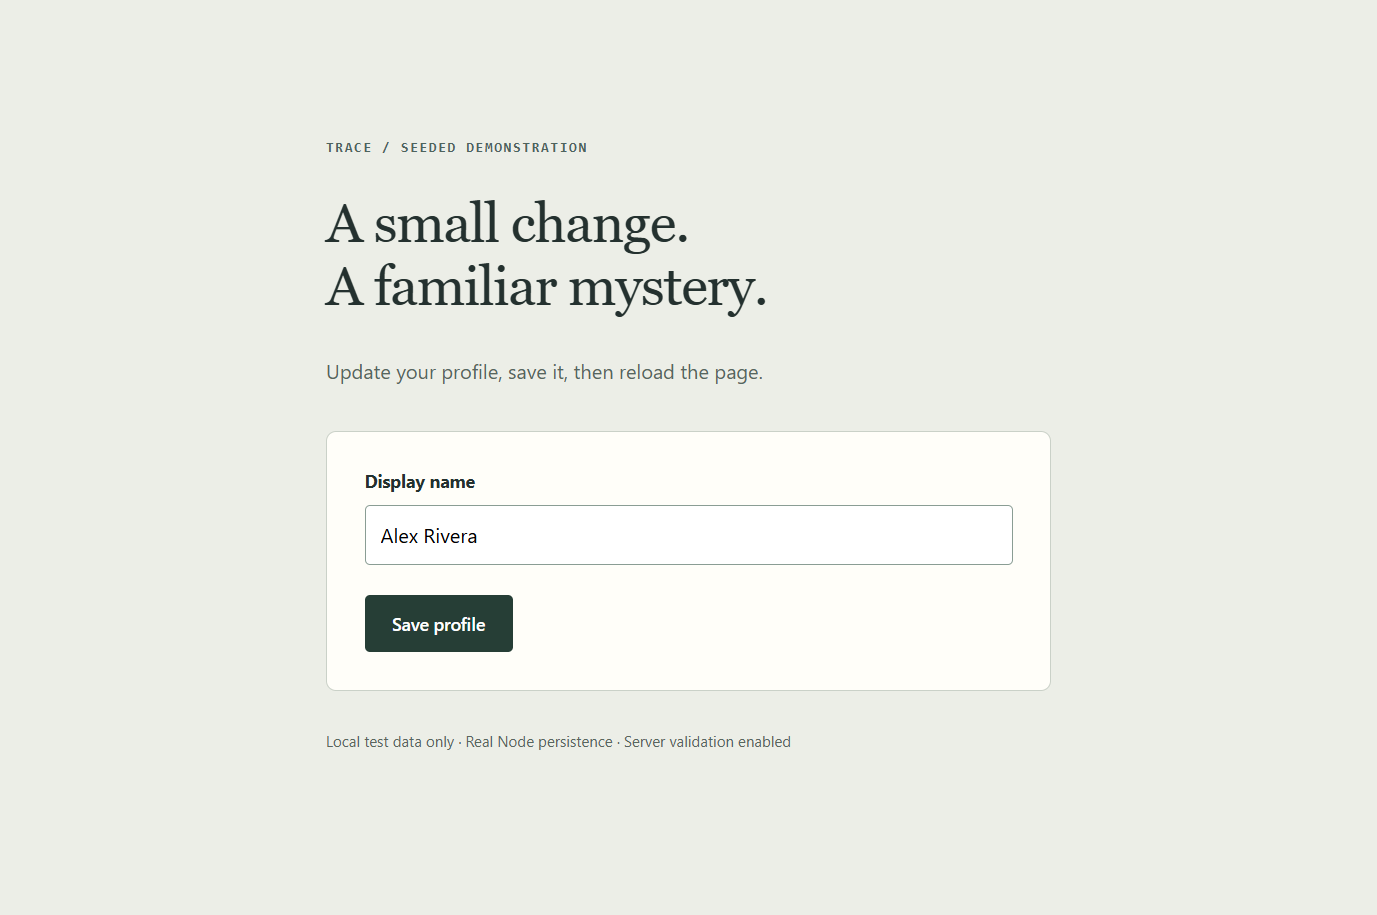 TRACE / SEEDED DEMONSTRATION
A small change.
A familiar mystery.
Update your profile, save it, then reload the page.
Display name
Alex Rivera
Save profile
Local test data only · Real Node persistence · Server validation enabled